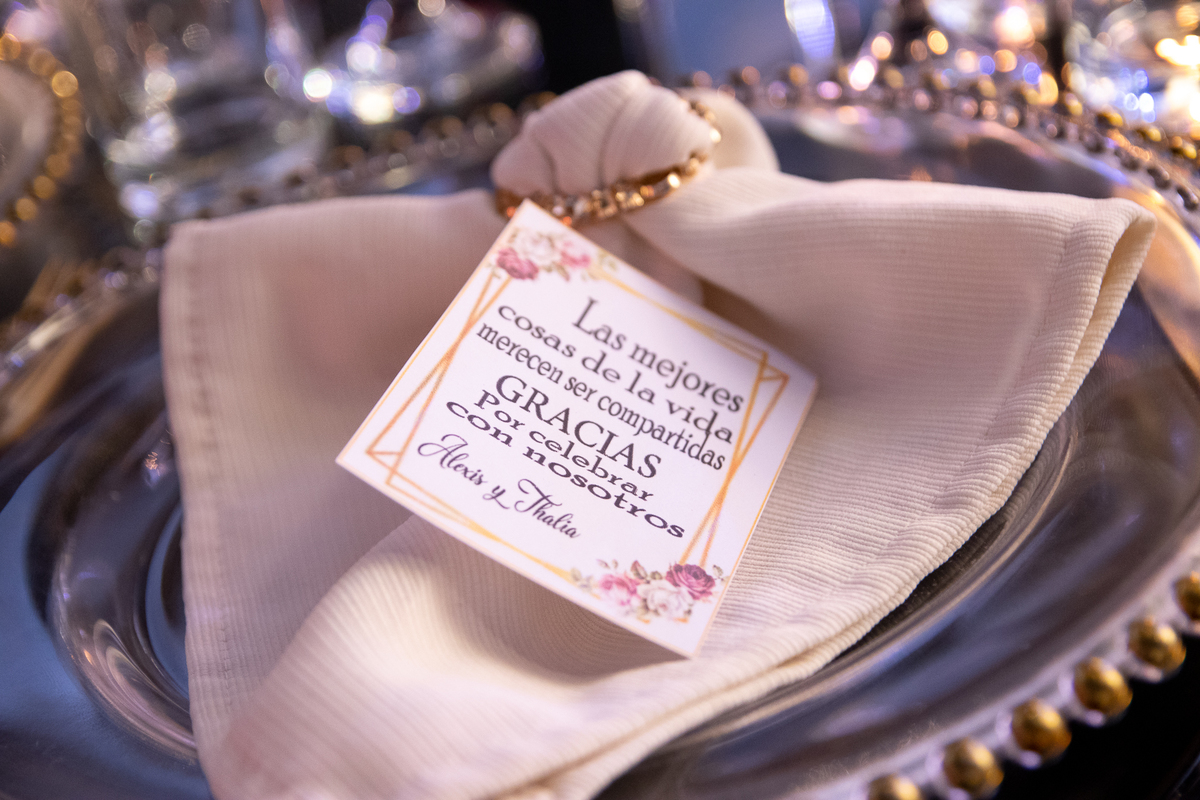 Las mejores
cosas de la vida
merecen ser compartidas
GRACIAS
Por celebrar
con nosotros
Alexis y Thalia